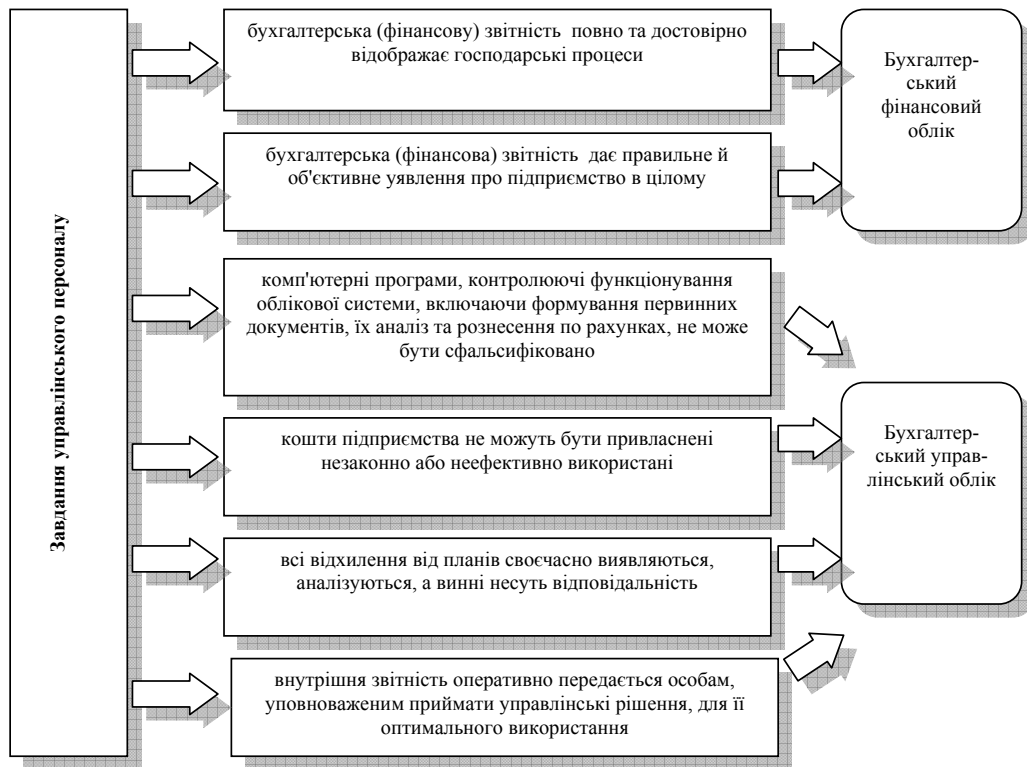 Завдання управлінського персоналу
бухгалтерська (фінансову) звітність повно та достовірно
відображає господарські процеси
бухгалтерська (фінансова) звітність дає правильне й
об'єктивне уявлення про підприємство в цілому
комп'ютерні програми, контролюючі функціонування
облікової системи, включаючи формування первинних
документів, їх аналіз та рознесення по рахунках, не може
бути сфальсифіковано
кошти підприємства не можуть бути привласнені
незаконно або неефективно використані
всі відхилення від планів своєчасно виявляються,
аналізуються, а винні несуть відповідальність
внутрішня звітність оперативно передається особам,
уповноваженим приймати управлінські рішення, для її
оптимального використання
Бухгалтер-
ський
фінансовий
облік
Бухгалтер-
ський управ-
лінський облік